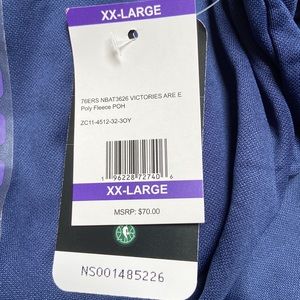 XX-LARGE
76ERS NBAT3626 VICTORIES ARE E
Poly Fleece POH
ZC11-4512-32-3OY
1 96228 72740 6
XX-LARGE
MSRP: $70.00
NS001485226